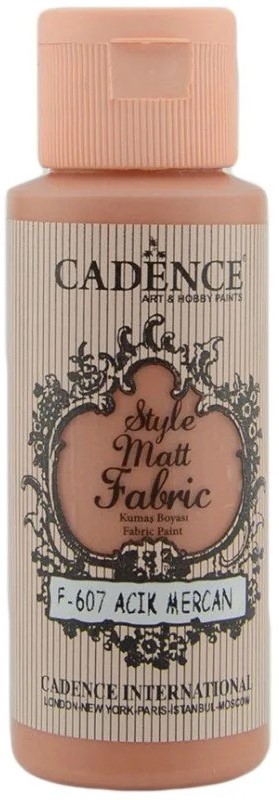 CADENCE
ART & HOBBY PAINTS
Style
Matt
Fabric
Kumaş Boyası
Fabric Paint
F-607 ACIK MERCAN
CADENCE INTERNATIONAL
LONDON-NEW YORK-PARIS-ISTANBUL-MOSCOW